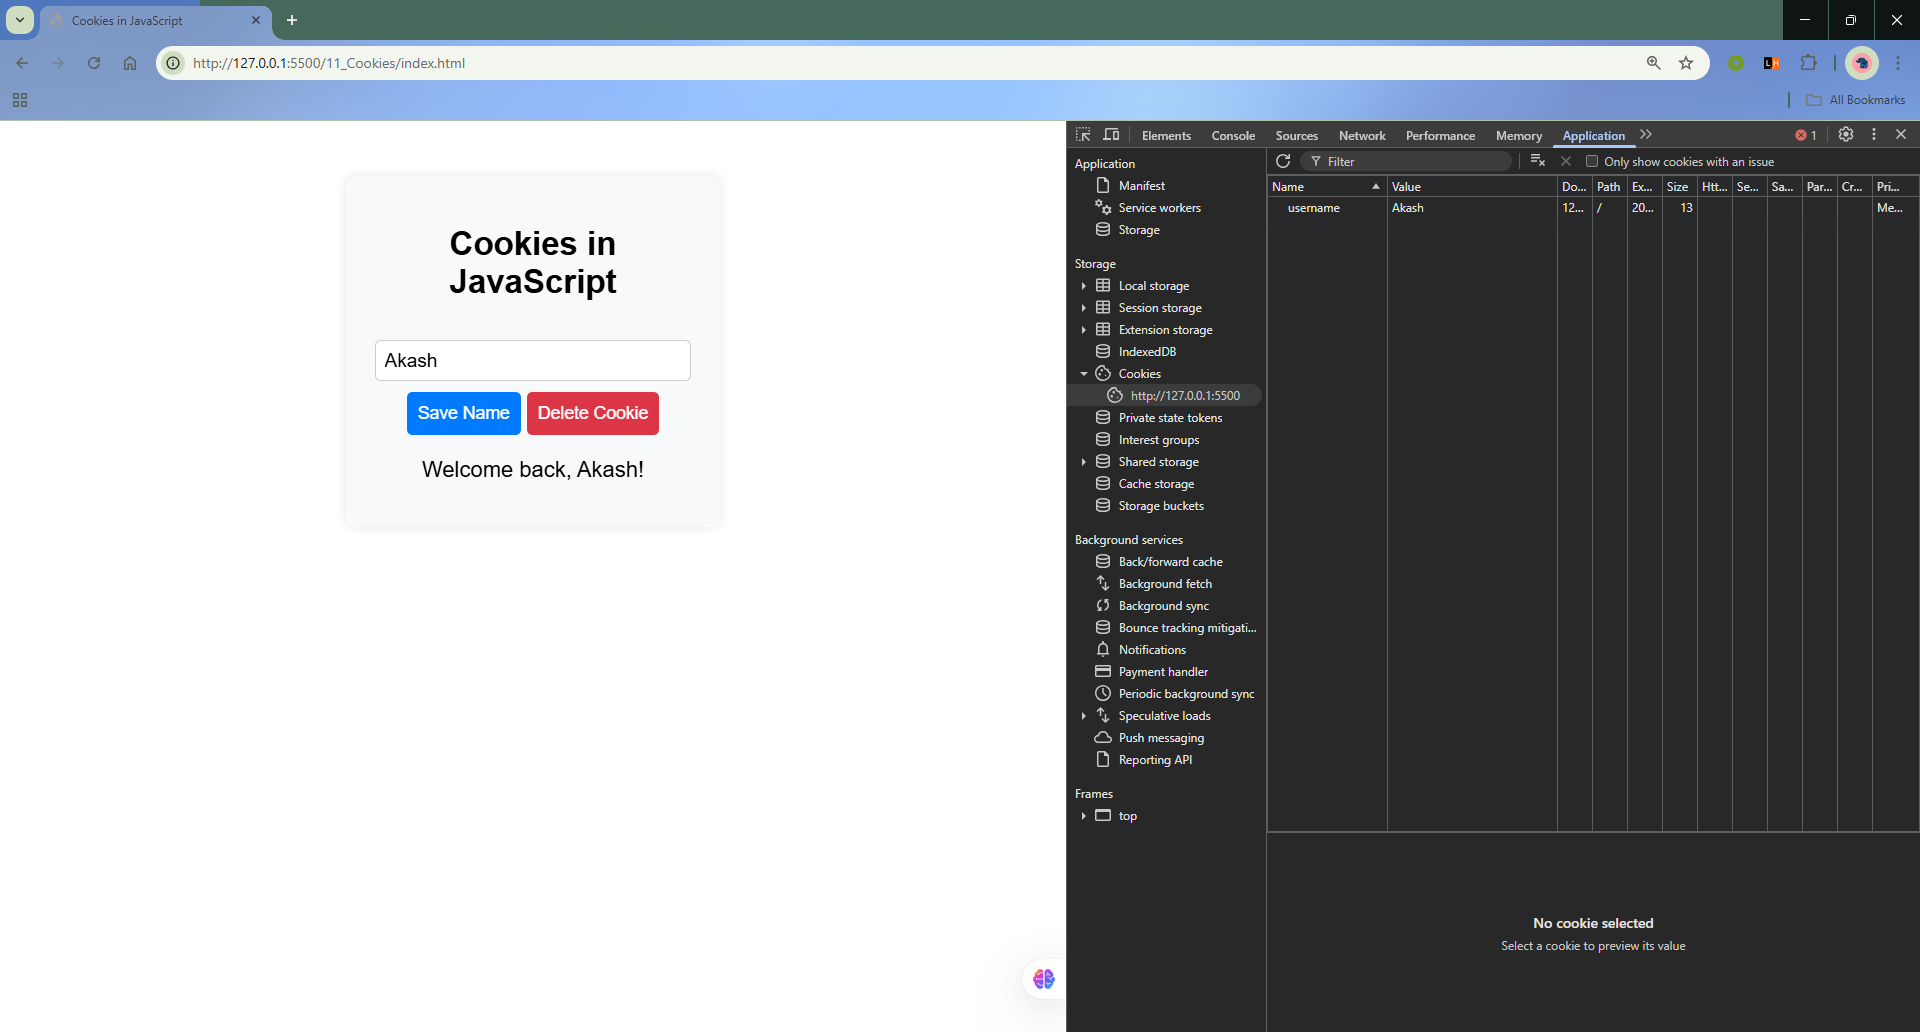 Cookies in JavaScript
http://127.0.0.1:5500/11_Cookies/index.html
LH
All Bookmarks
Cookies in
JavaScript
Akash
Save Name Delete Cookie
Welcome back, Akash!
Elements Console Sources Network Performance Memory Application 1
Application
Manifest
Service workers
Storage
Storage
Local storage
Session storage
Extension storage
IndexedDB
Cookies
http://127.0.0.1:5500
Private state tokens
Interest groups
Shared storage
Cache storage
Storage buckets
Background services
Back/forward cache
Background fetch
Background sync
Bounce tracking mitigati...
Notifications
Payment handler
Periodic background sync
Speculative loads
Push messaging
Reporting API
Frames
top
Filter Only show cookies with an issue
Name Value Do... Path Ex... Size Htt... Se... Sa... Par... Cr... Pri...
username Akash 12... / 20... 13 Me...
No cookie selected
Select a cookie to preview its value